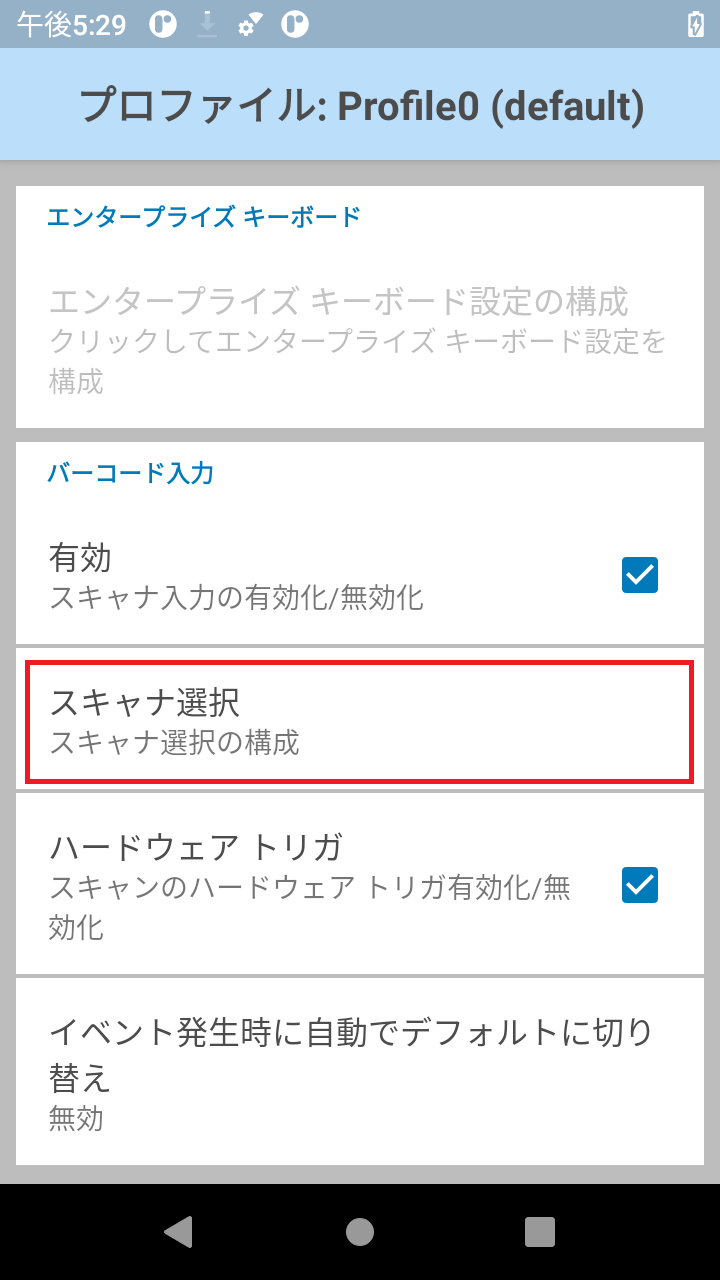 午後5:29
プロファイル: Profile0 (default)
エンタープライズ キーボード
エンタープライズ キーボード設定の構成
クリックしてエンタープライズ キーボード設定を
構成
バーコード入力
有効
スキャナ入力の有効化/無効化
スキャナ選択
スキャナ選択の構成
ハードウェア トリガ
スキャンのハードウェア トリガ有効化/無
効化
イベント発生時に自動でデフォルトに切り
替え
無効